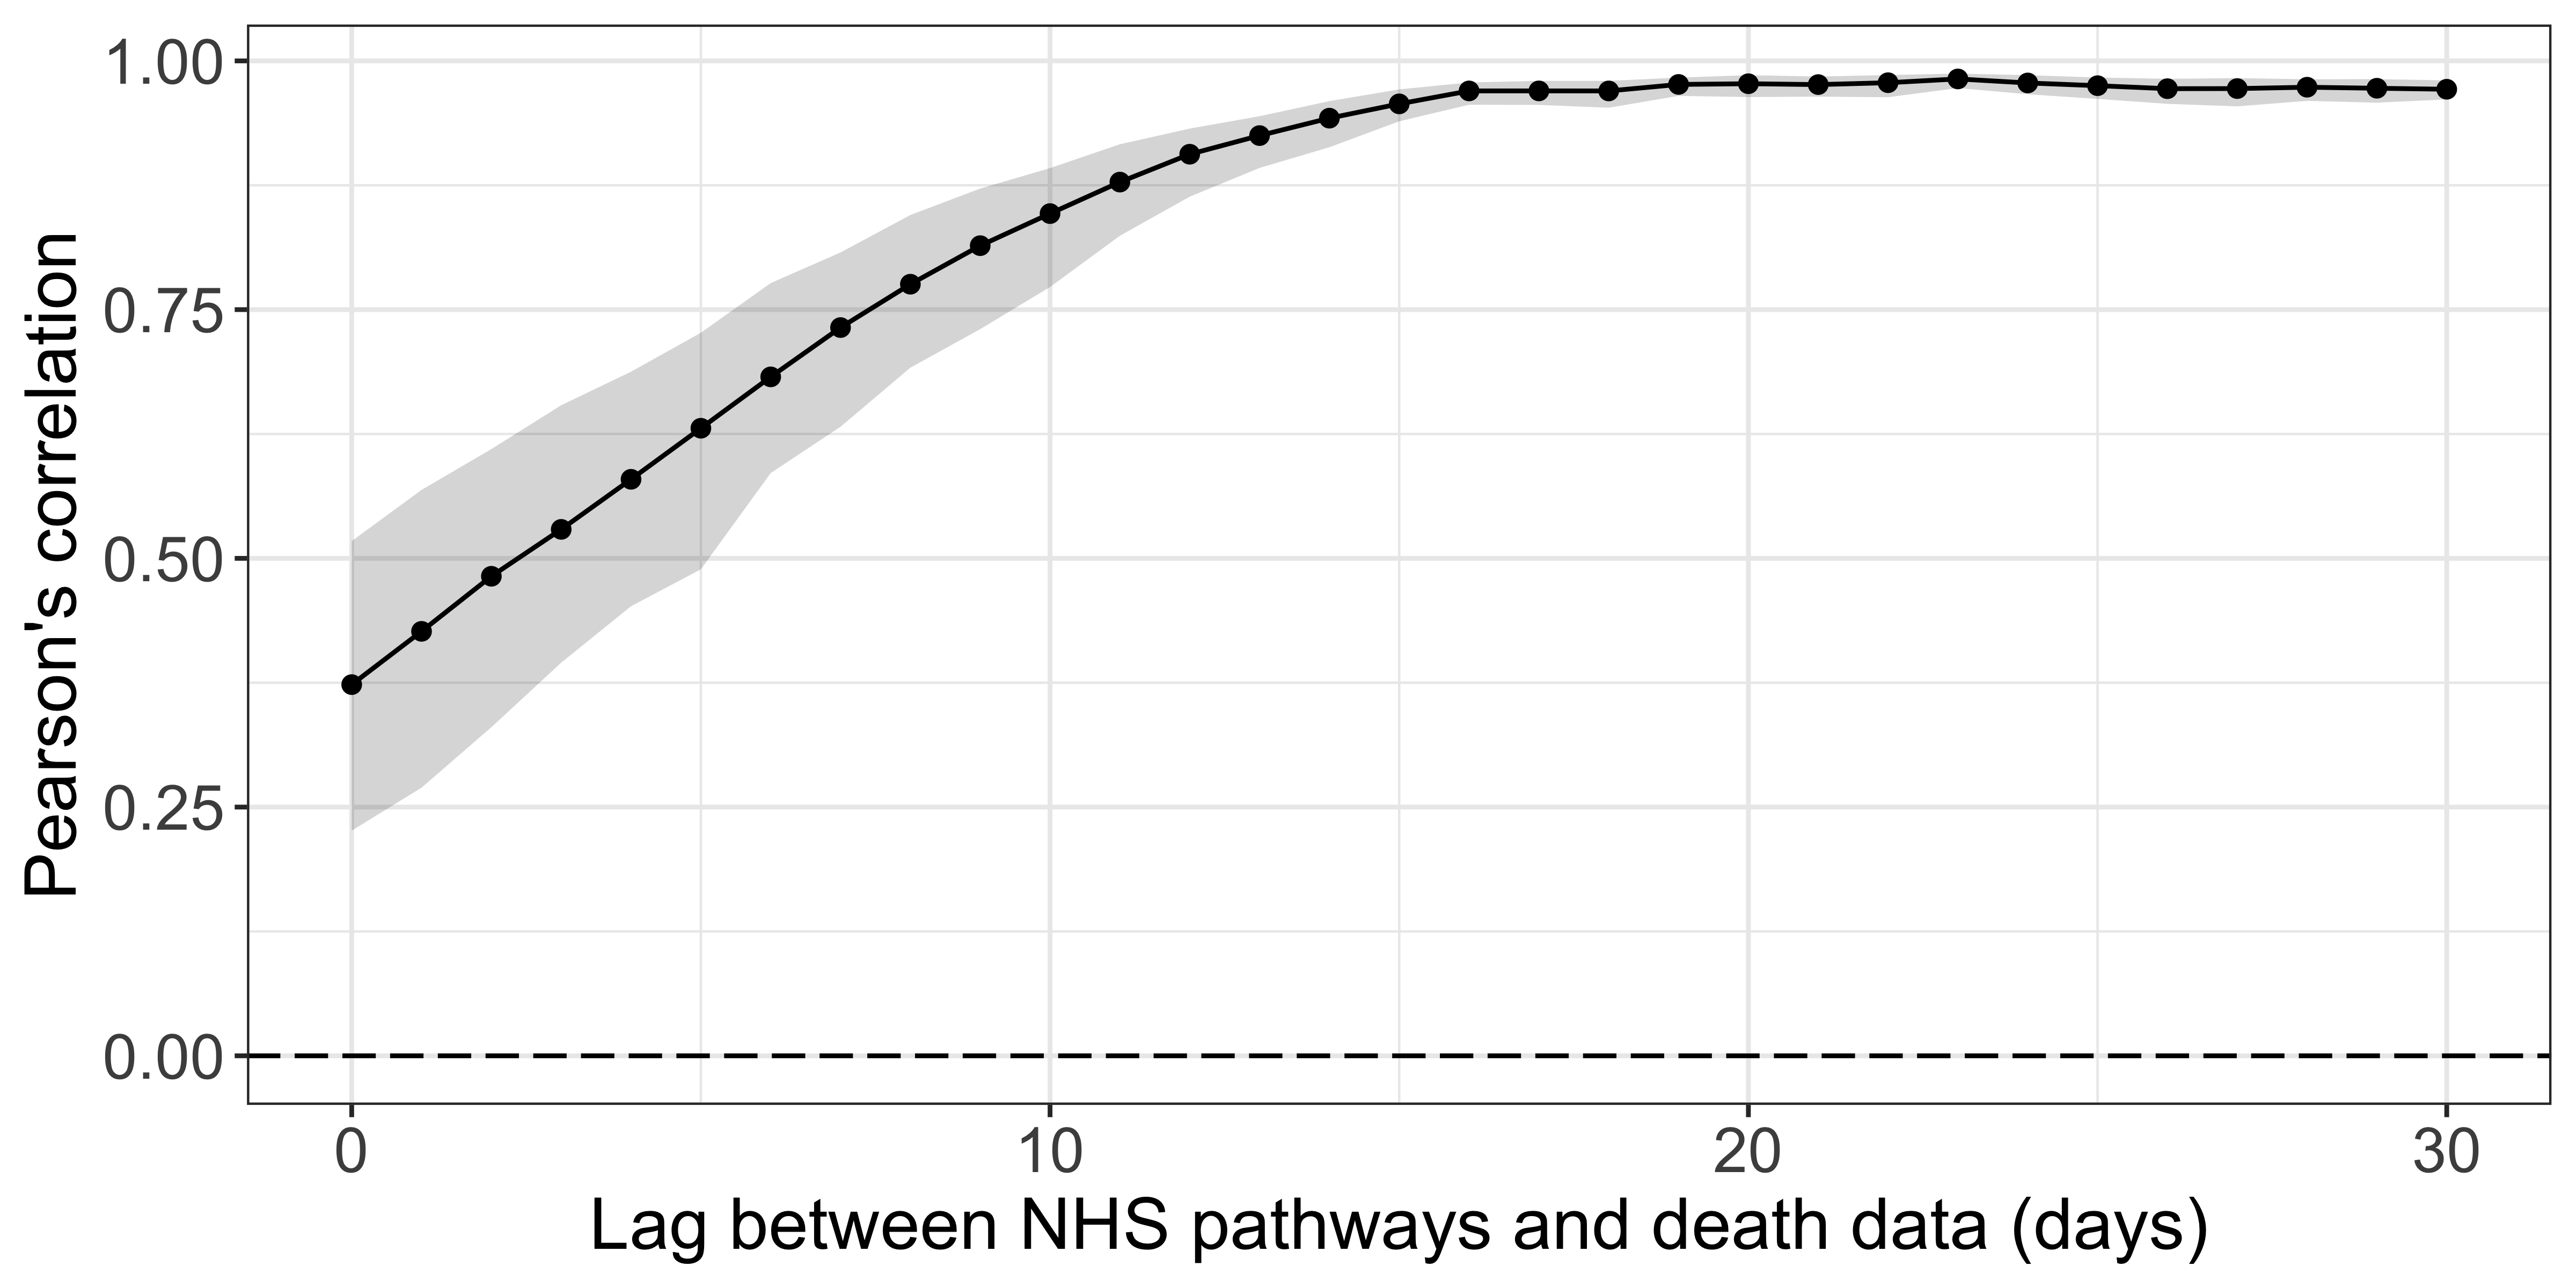 Pearson's correlation
1.00
0.75
0.50
0.25
0.00
0 10 20 30
Lag between NHS pathways and death data (days)